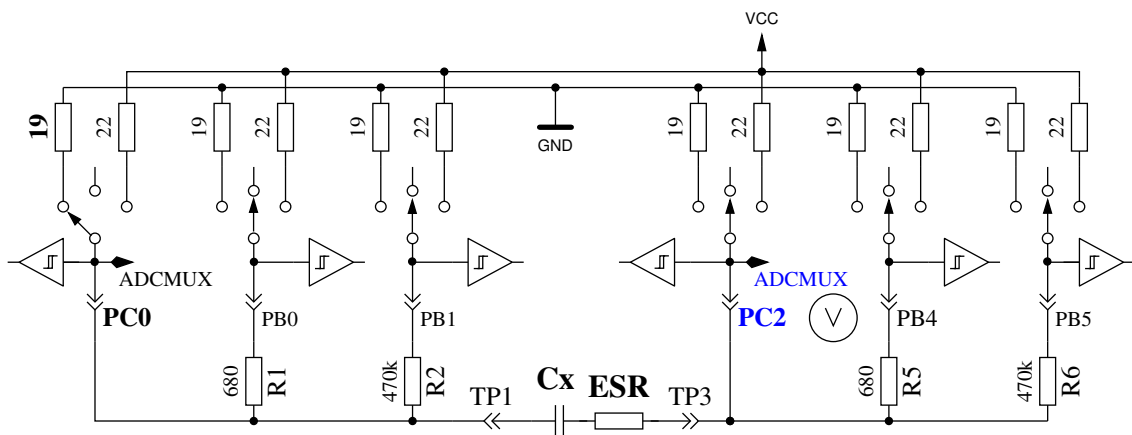 VCC
19
22
19
22
19
22
GND
19
22
19
22
19
22
ADCMUX
ADCMUX
PC0
PB0
PB1
PC2
V
PB4
PB5
680
R1
470k
R2
680
R5
470k
R6
TP1
Cx
ESR
TP3